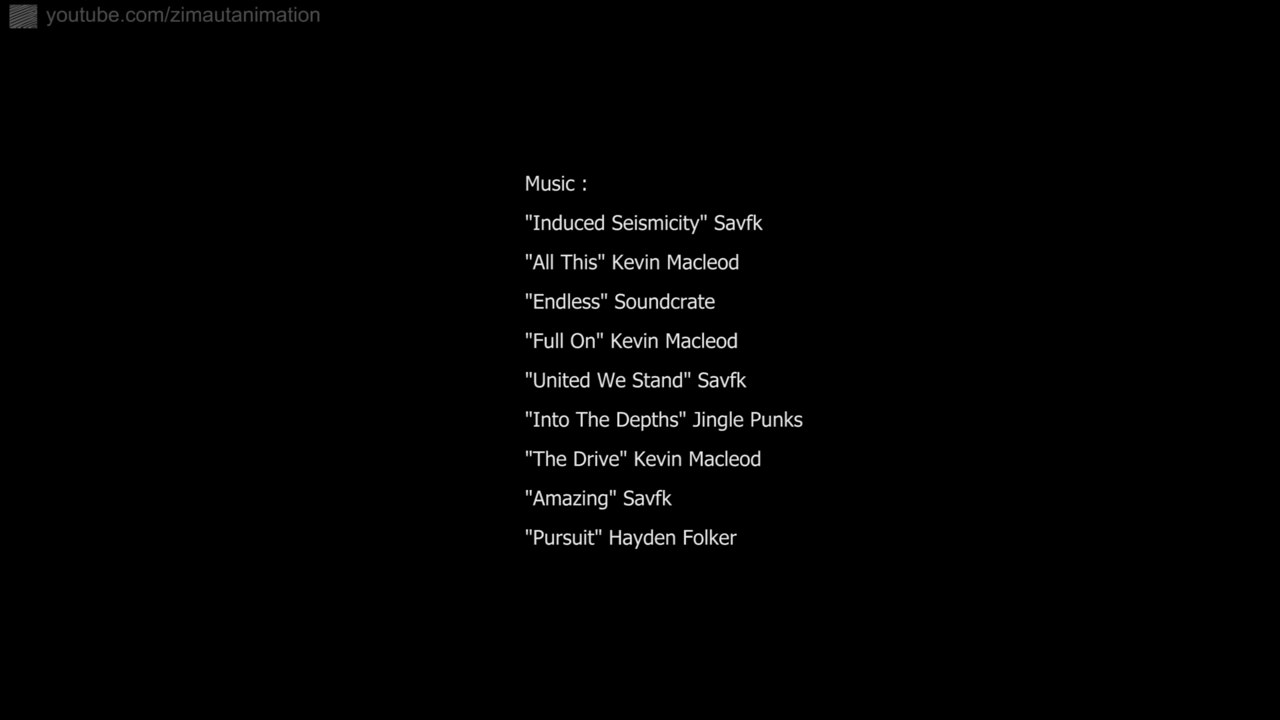 youtube.com/zimautanimation
Music :
"Induced Seismicity" Savfk
"All This" Kevin Macleod
"Endless" Soundcrate
"Full On" Kevin Macleod
"United We Stand" Savfk
"Into The Depths" Jingle Punks
"The Drive" Kevin Macleod
"Amazing" Savfk
"Pursuit" Hayden Folker